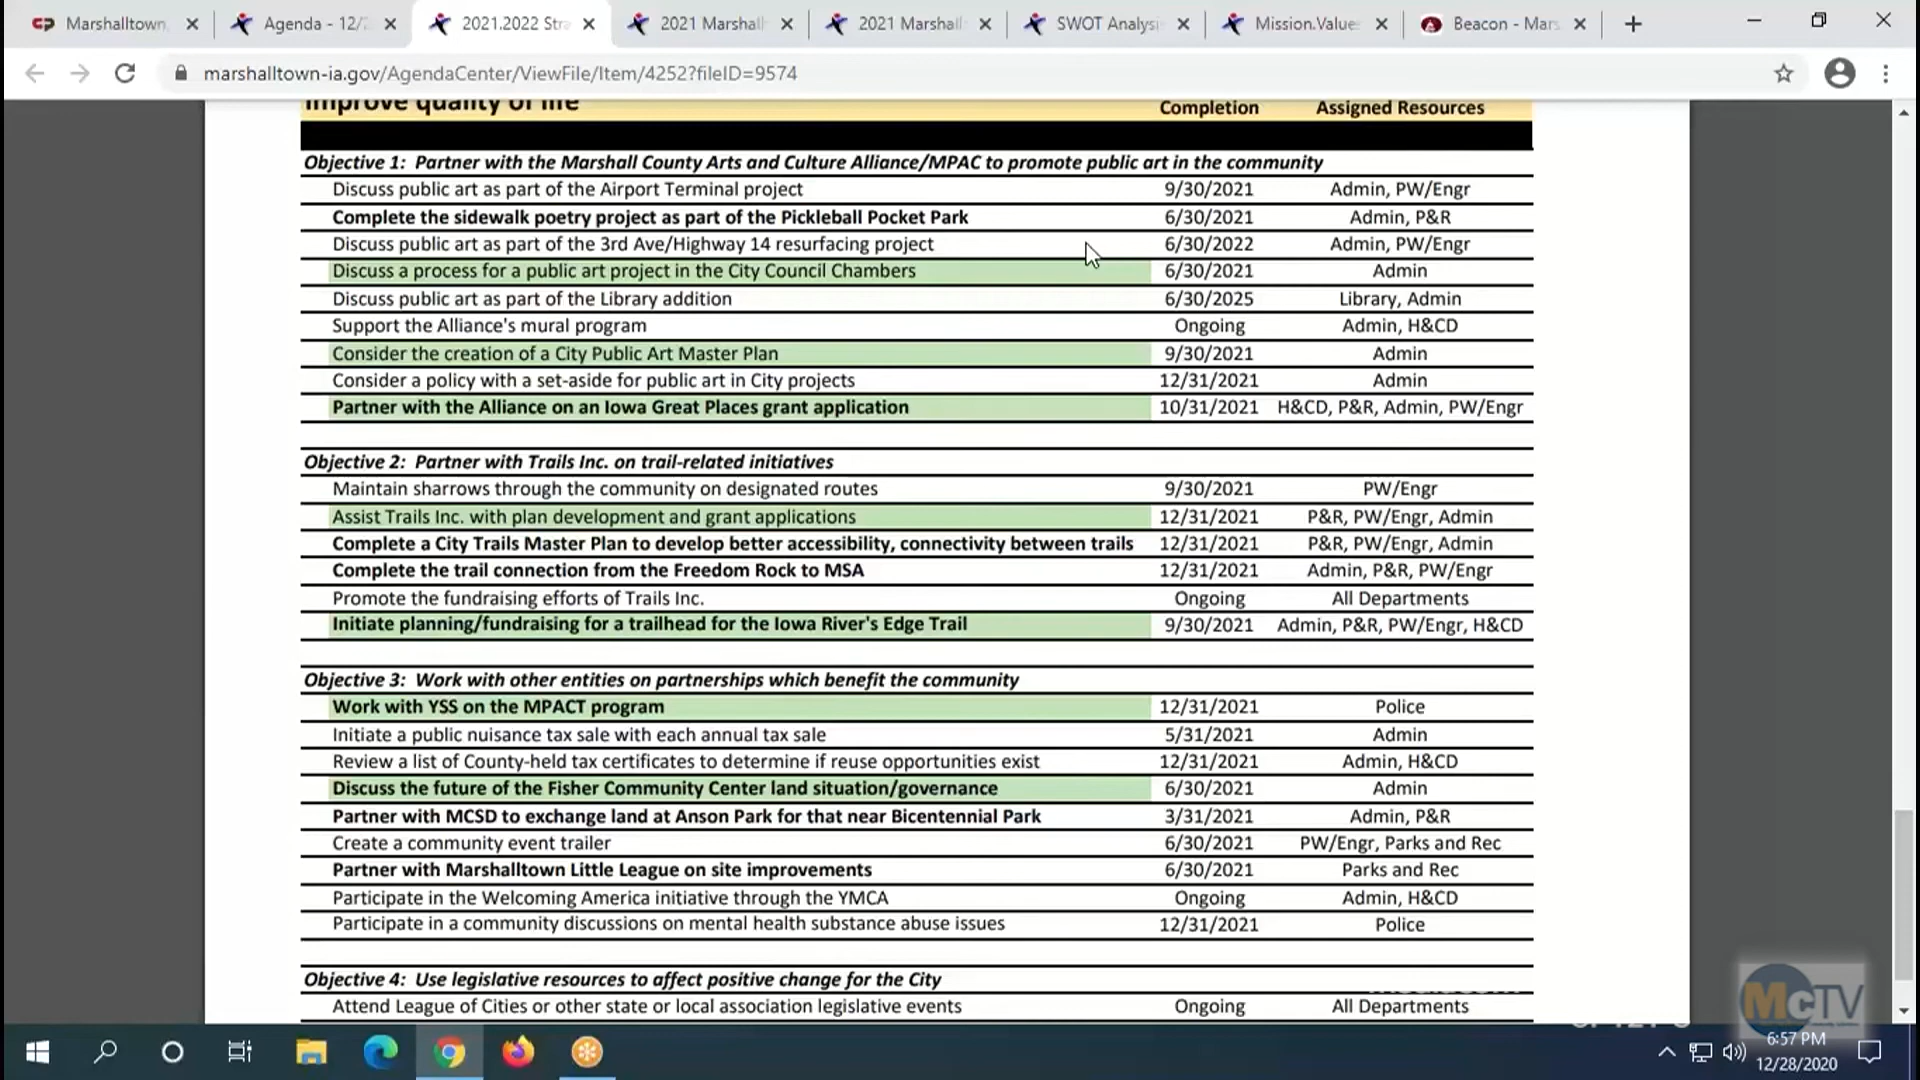 Marshalltown,
Agenda - 12/2
2021.2022 Stra
2021 Marshall
2021 Marshall
SWOT Analysi
Mission.Value
Beacon - Mars
marshalltown-ia.gov/AgendaCenter/ViewFile/Item/4252?fileID=9574
Improve quality of life Completion Assigned Resources
Objective 1: Partner with the Marshall County Arts and Culture Alliance/MPAC to promote public art in the community
Discuss public art as part of the Airport Terminal project 9/30/2021 Admin, PW/Engr
Complete the sidewalk poetry project as part of the Pickleball Pocket Park 6/30/2021 Admin, P&R
Discuss public art as part of the 3rd Ave/Highway 14 resurfacing project 6/30/2022 Admin, PW/Engr
Discuss a process for a public art project in the City Council Chambers 6/30/2021 Admin
Discuss public art as part of the Library addition 6/30/2025 Library, Admin
Support the Alliance's mural program Ongoing Admin, H&CD
Consider the creation of a City Public Art Master Plan 9/30/2021 Admin
Consider a policy with a set-aside for public art in City projects 12/31/2021 Admin
Partner with the Alliance on an Iowa Great Places grant application 10/31/2021 H&CD, P&R, Admin, PW/Engr
Objective 2: Partner with Trails Inc. on trail-related initiatives
Maintain sharrows through the community on designated routes 9/30/2021 PW/Engr
Assist Trails Inc. with plan development and grant applications 12/31/2021 P&R, PW/Engr, Admin
Complete a City Trails Master Plan to develop better accessibility, connectivity between trails 12/31/2021 P&R, PW/Engr, Admin
Complete the trail connection from the Freedom Rock to MSA 12/31/2021 Admin, P&R, PW/Engr
Promote the fundraising efforts of Trails Inc. Ongoing All Departments
Initiate planning/fundraising for a trailhead for the Iowa River's Edge Trail 9/30/2021 Admin, P&R, PW/Engr, H&CD
Objective 3: Work with other entities on partnerships which benefit the community
Work with YSS on the MPACT program 12/31/2021 Police
Initiate a public nuisance tax sale with each annual tax sale 5/31/2021 Admin
Review a list of County-held tax certificates to determine if reuse opportunities exist 12/31/2021 Admin, H&CD
Discuss the future of the Fisher Community Center land situation/governance 6/30/2021 Admin
Partner with MCSD to exchange land at Anson Park for that near Bicentennial Park 3/31/2021 Admin, P&R
Create a community event trailer 6/30/2021 PW/Engr, Parks and Rec
Partner with Marshalltown Little League on site improvements 6/30/2021 Parks and Rec
Participate in the Welcoming America initiative through the YMCA Ongoing Admin, H&CD
Participate in a community discussions on mental health substance abuse issues 12/31/2021 Police
Objective 4: Use legislative resources to affect positive change for the City
Attend League of Cities or other state or local association legislative events Ongoing All Departments
McTV
6:57 PM
12/28/2020